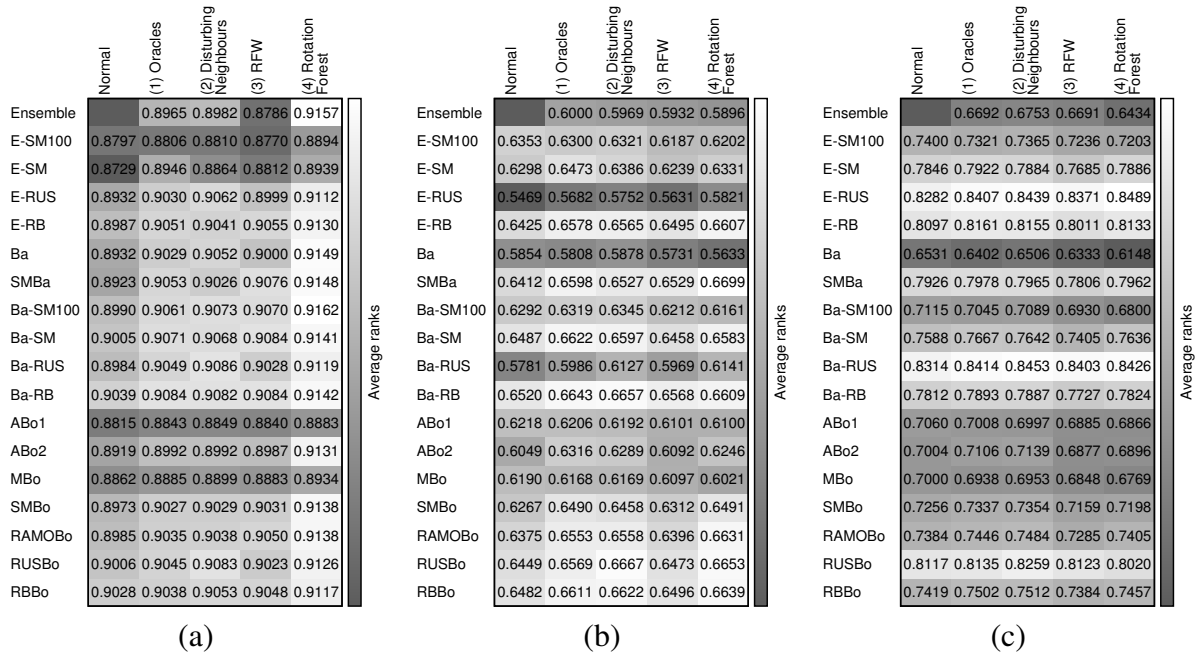 Normal (1) Oracles (2) Disturbing Neighbours (3) RFW (4) Rotation Forest
Ensemble 0.8965 0.8982 0.8786 0.9157
E-SM100 0.8797 0.8806 0.8810 0.8770 0.8894
E-SM 0.8729 0.8946 0.8864 0.8812 0.8939
E-RUS 0.8932 0.9030 0.9062 0.8999 0.9112
E-RB 0.8987 0.9051 0.9041 0.9055 0.9130
Ba 0.8932 0.9029 0.9052 0.9000 0.9149
SMBa 0.8923 0.9053 0.9026 0.9076 0.9148
Ba-SM100 0.8990 0.9061 0.9073 0.9070 0.9162
Ba-SM 0.9005 0.9071 0.9068 0.9084 0.9141
Ba-RUS 0.8984 0.9049 0.9086 0.9028 0.9119
Ba-RB 0.9039 0.9084 0.9082 0.9084 0.9142
ABo1 0.8815 0.8843 0.8849 0.8840 0.8883
ABo2 0.8919 0.8992 0.8992 0.8987 0.9131
MBo 0.8862 0.8885 0.8899 0.8883 0.8934
SMBo 0.8973 0.9027 0.9029 0.9031 0.9138
RAMOBo 0.8985 0.9035 0.9038 0.9050 0.9138
RUSBo 0.9006 0.9045 0.9083 0.9023 0.9126
RBBo 0.9028 0.9038 0.9053 0.9048 0.9117
Average ranks
(a)
Normal (1) Oracles (2) Disturbing Neighbours (3) RFW (4) Rotation Forest
Ensemble 0.6000 0.5969 0.5932 0.5896
E-SM100 0.6353 0.6300 0.6321 0.6187 0.6202
E-SM 0.6298 0.6473 0.6386 0.6239 0.6331
E-RUS 0.5469 0.5682 0.5752 0.5631 0.5821
E-RB 0.6425 0.6578 0.6565 0.6495 0.6607
Ba 0.5854 0.5808 0.5878 0.5731 0.5633
SMBa 0.6412 0.6598 0.6527 0.6529 0.6699
Ba-SM100 0.6292 0.6319 0.6345 0.6212 0.6161
Ba-SM 0.6487 0.6622 0.6597 0.6458 0.6583
Ba-RUS 0.5781 0.5986 0.6127 0.5969 0.6141
Ba-RB 0.6520 0.6643 0.6657 0.6568 0.6609
ABo1 0.6218 0.6206 0.6192 0.6101 0.6100
ABo2 0.6049 0.6316 0.6289 0.6092 0.6246
MBo 0.6190 0.6168 0.6169 0.6097 0.6021
SMBo 0.6267 0.6490 0.6458 0.6312 0.6491
RAMOBo 0.6375 0.6553 0.6558 0.6396 0.6631
RUSBo 0.6449 0.6569 0.6667 0.6473 0.6653
RBBo 0.6482 0.6611 0.6622 0.6496 0.6639
Average ranks
(b)
Normal (1) Oracles (2) Disturbing Neighbours (3) RFW (4) Rotation Forest
Ensemble 0.6692 0.6753 0.6691 0.6434
E-SM100 0.7400 0.7321 0.7365 0.7236 0.7203
E-SM 0.7846 0.7922 0.7884 0.7685 0.7886
E-RUS 0.8282 0.8407 0.8439 0.8371 0.8489
E-RB 0.8097 0.8161 0.8155 0.8011 0.8133
Ba 0.6531 0.6402 0.6506 0.6333 0.6148
SMBa 0.7926 0.7978 0.7965 0.7806 0.7962
Ba-SM100 0.7115 0.7045 0.7089 0.6930 0.6800
Ba-SM 0.7588 0.7667 0.7642 0.7405 0.7636
Ba-RUS 0.8314 0.8414 0.8453 0.8403 0.8426
Ba-RB 0.7812 0.7893 0.7887 0.7727 0.7824
ABo1 0.7060 0.7008 0.6997 0.6885 0.6866
ABo2 0.7004 0.7106 0.7139 0.6877 0.6896
MBo 0.7000 0.6938 0.6953 0.6848 0.6769
SMBo 0.7256 0.7337 0.7354 0.7159 0.7198
RAMOBo 0.7384 0.7446 0.7484 0.7285 0.7405
RUSBo 0.8117 0.8135 0.8259 0.8123 0.8020
RBBo 0.7419 0.7502 0.7512 0.7384 0.7457
Average ranks
(c)